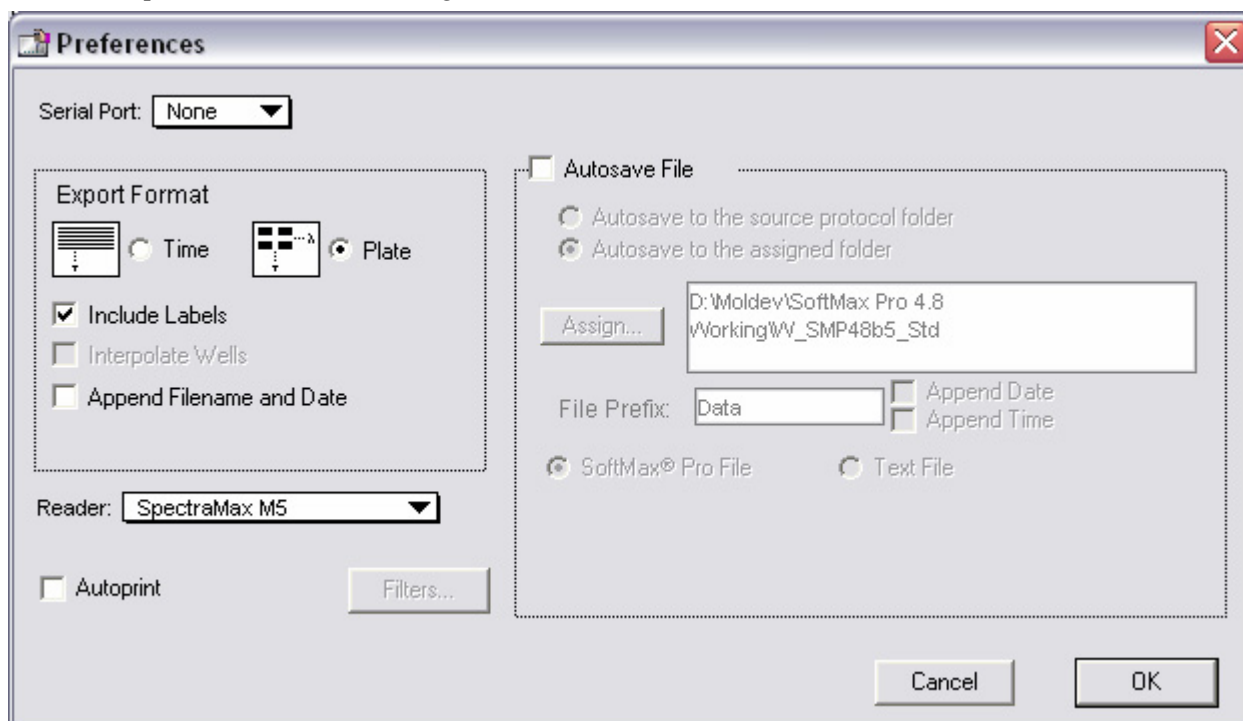 Preferences
Serial Port: None
Export Format
Time Plate
Include Labels
Interpolate Wells
Append Filename and Date
Reader: SpectraMax M5
Autoprint
Filters...
Autosave File
Autosave to the source protocol folder
Autosave to the assigned folder
Assign...
D:\Moldev\SoftMax Pro 4.8
Working\W_SMP48b5_Std
File Prefix: Data
Append Date
Append Time
SoftMax® Pro File Text File
Cancel OK